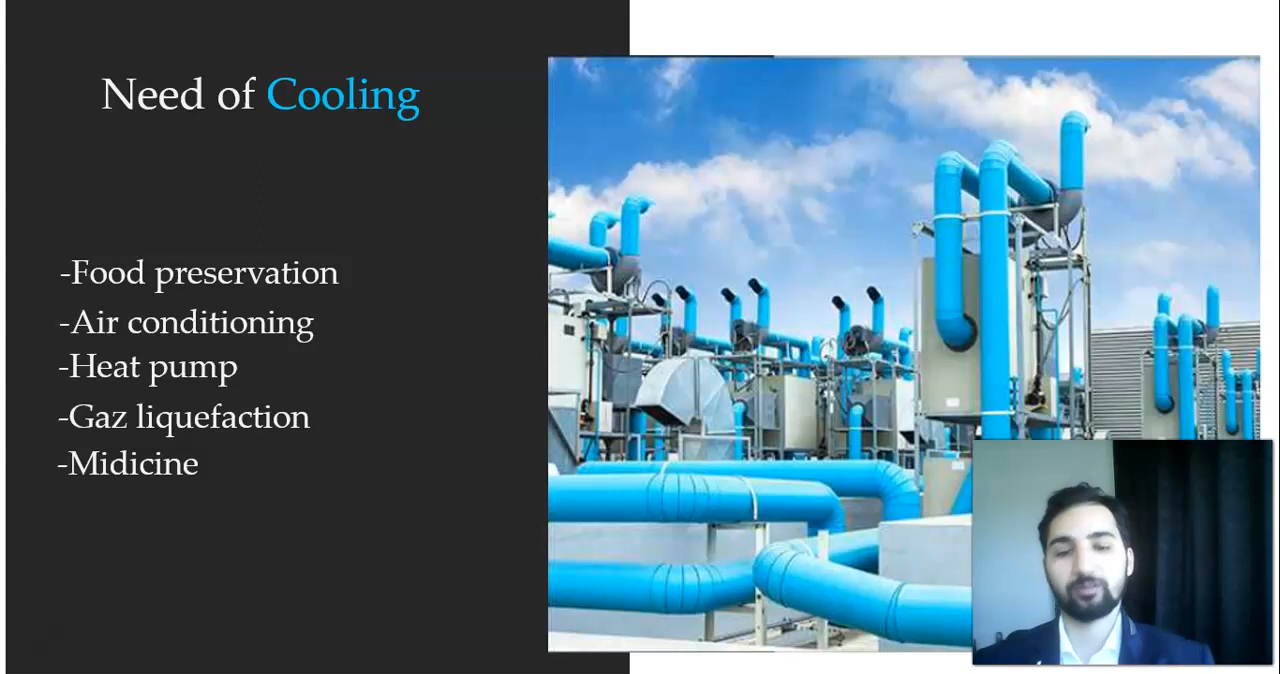 Need of Cooling
-Food preservation
-Air conditioning
-Heat pump
-Gaz liquefaction
-Midicine